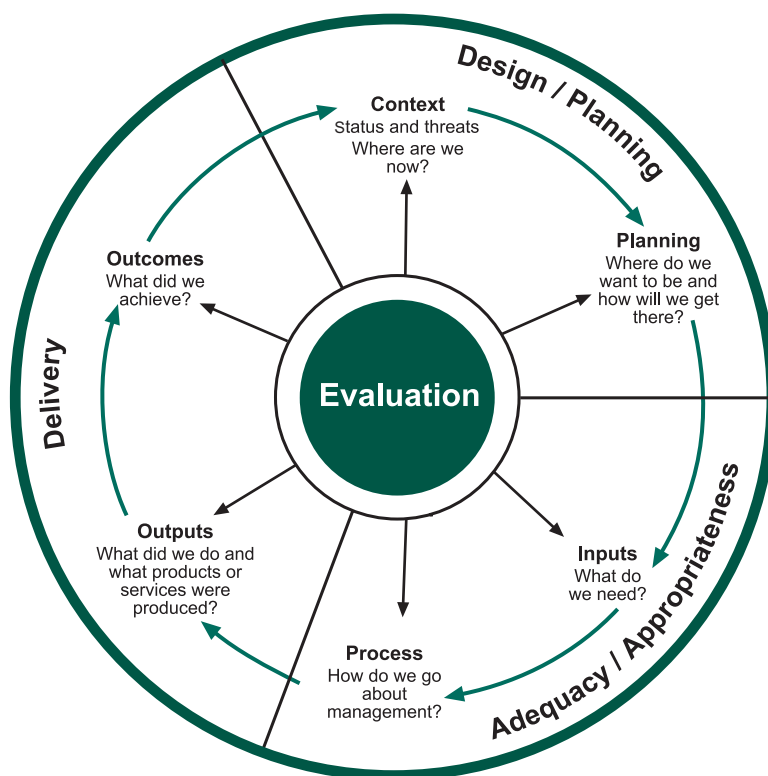 Design / Planning
Context
Status and threats
Where are we
now?
Planning
Where do we
want to be and
how will we get
there?
Outcomes
What did we
achieve?
Delivery
Evaluation
Outputs
What did we do and
what products or
services were
produced?
Inputs
What do
we need?
Process
How do we go
about
management?
Adequacy / Appropriateness